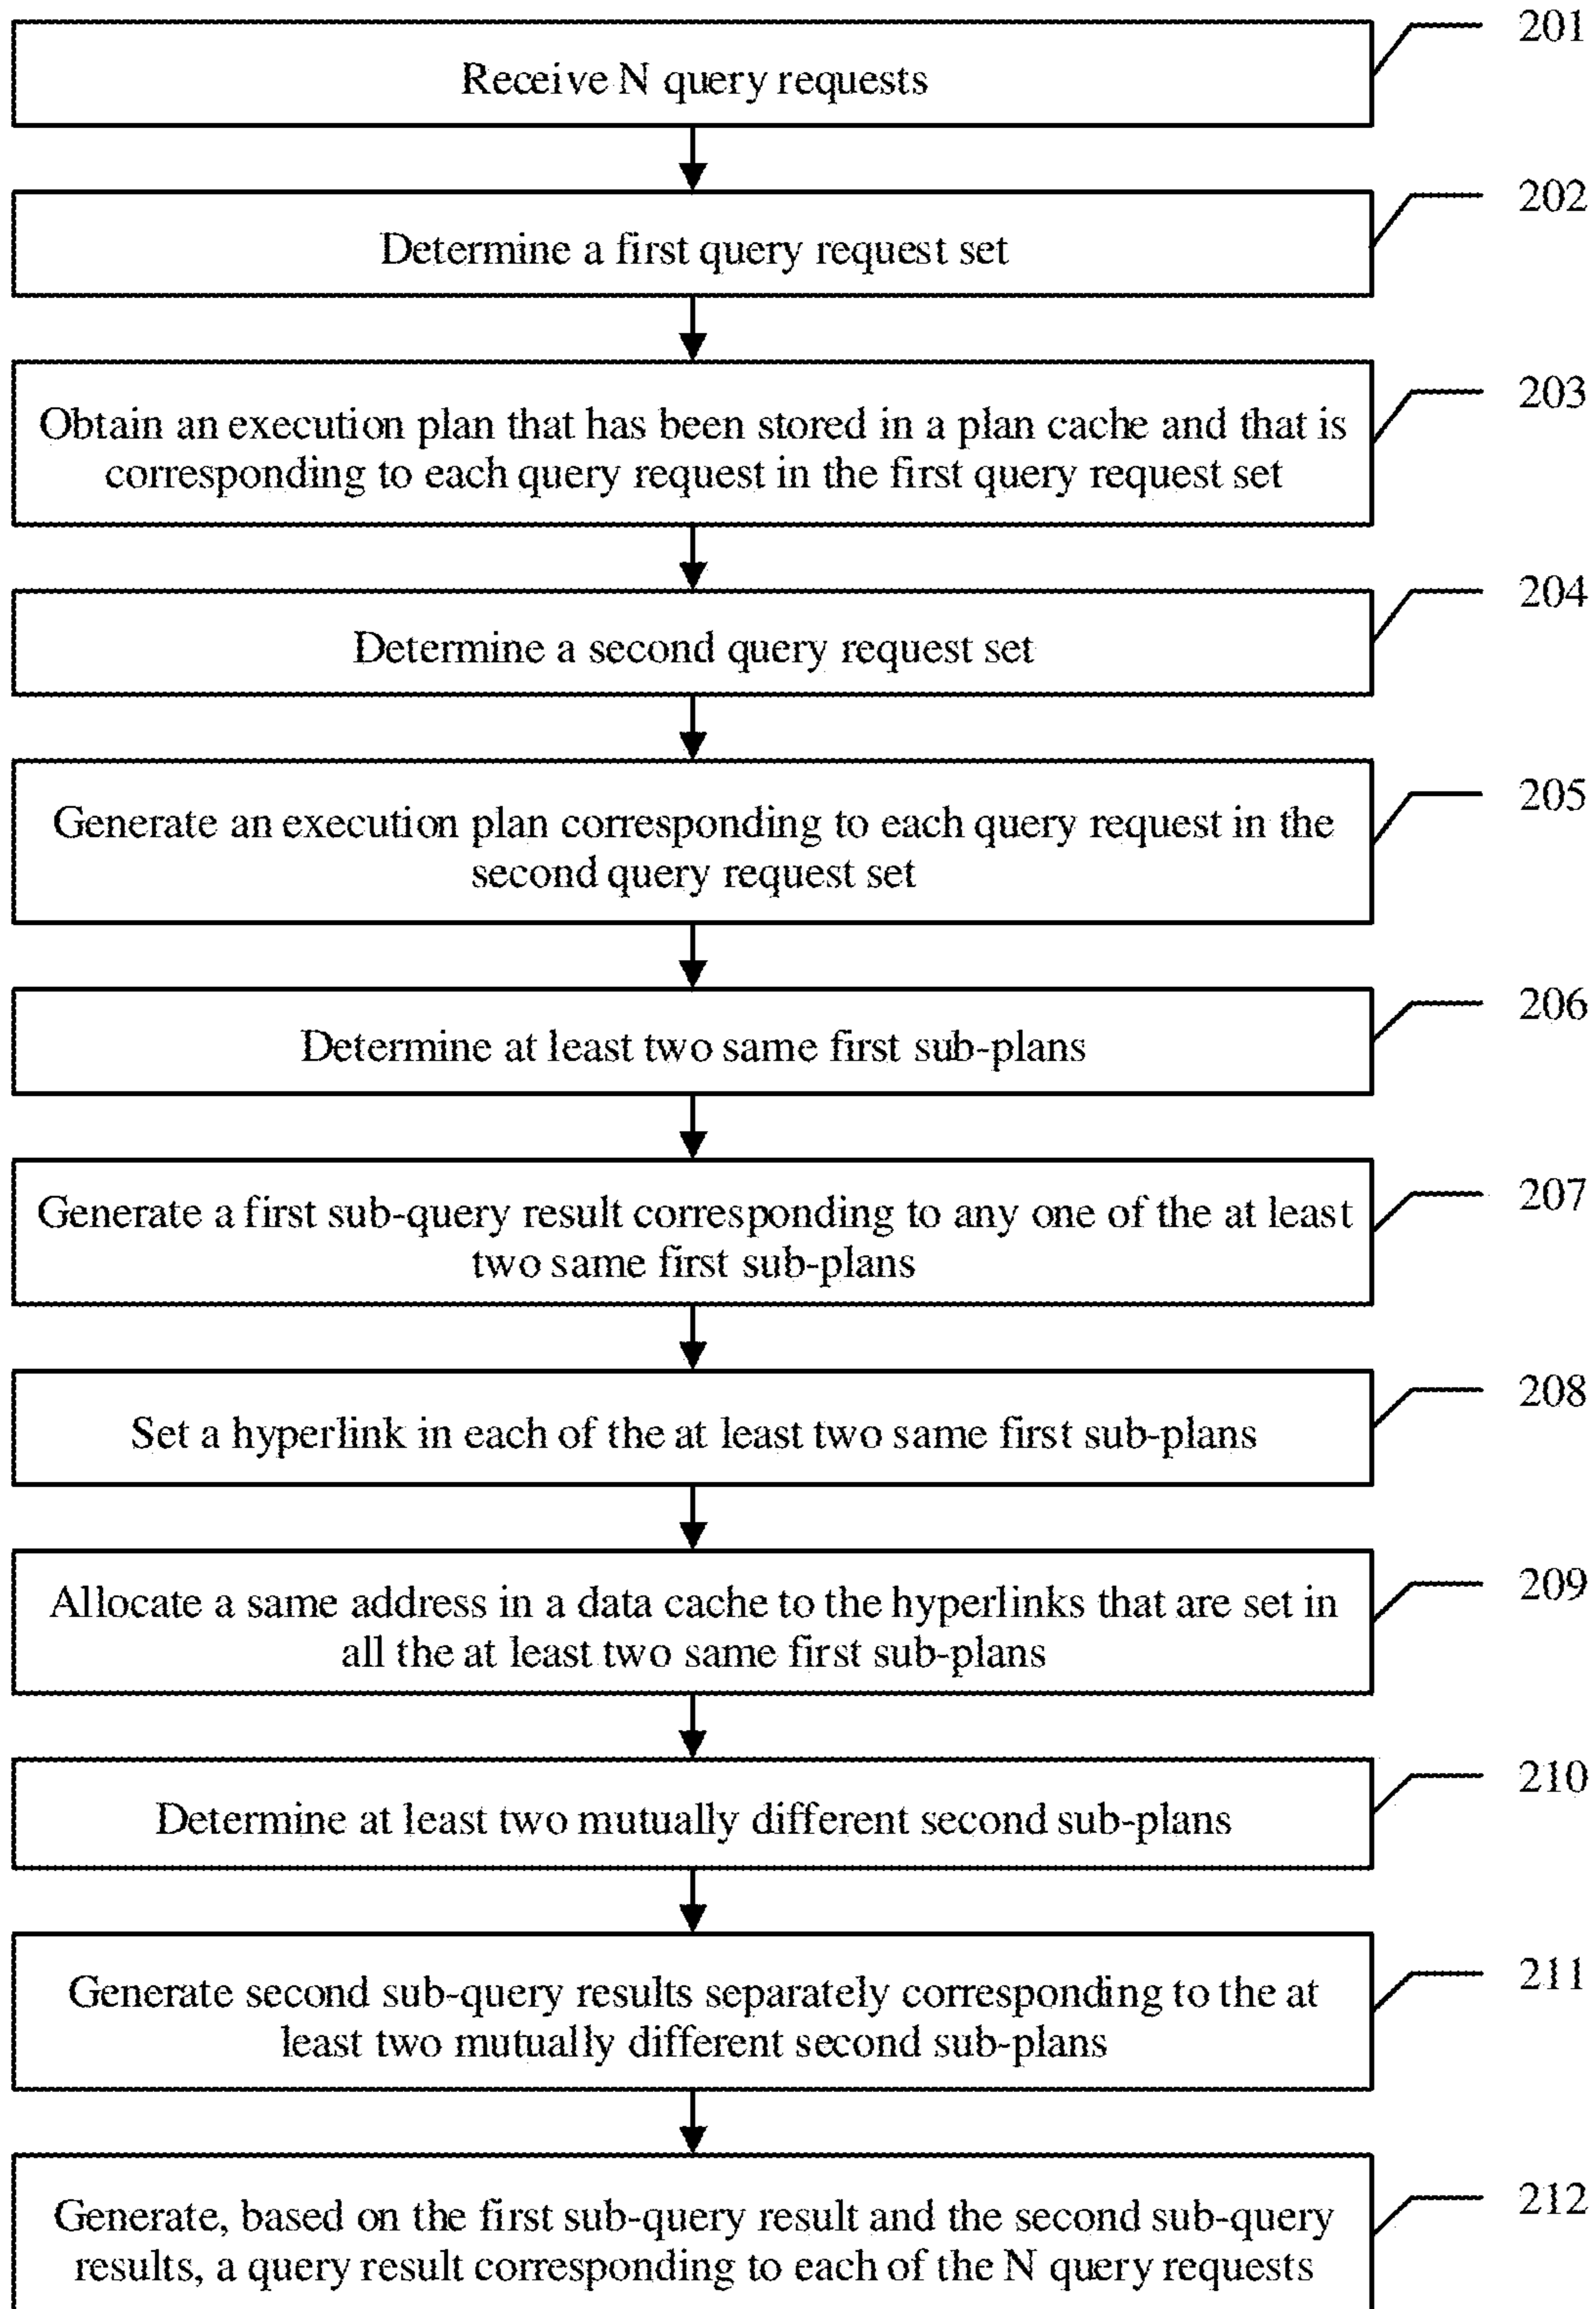 Receive N query requests
201
Determine a first query request set
202
Obtain an execution plan that has been stored in a plan cache and that is
corresponding to each query request in the first query request set
203
Determine a second query request set
204
Generate an execution plan corresponding to each query request in the
second query request set
205
Determine at least two same first sub-plans
206
Generate a first sub-query result corresponding to any one of the at least
two same first sub-plans
207
Set a hyperlink in each of the at least two same first sub-plans
208
Allocate a same address in a data cache to the hyperlinks that are set in
all the at least two same first sub-plans
209
Determine at least two mutually different second sub-plans
210
Generate second sub-query results separately corresponding to the at
least two mutually different second sub-plans
211
Generate, based on the first sub-query result and the second sub-query
results, a query result corresponding to each of the N query requests
212